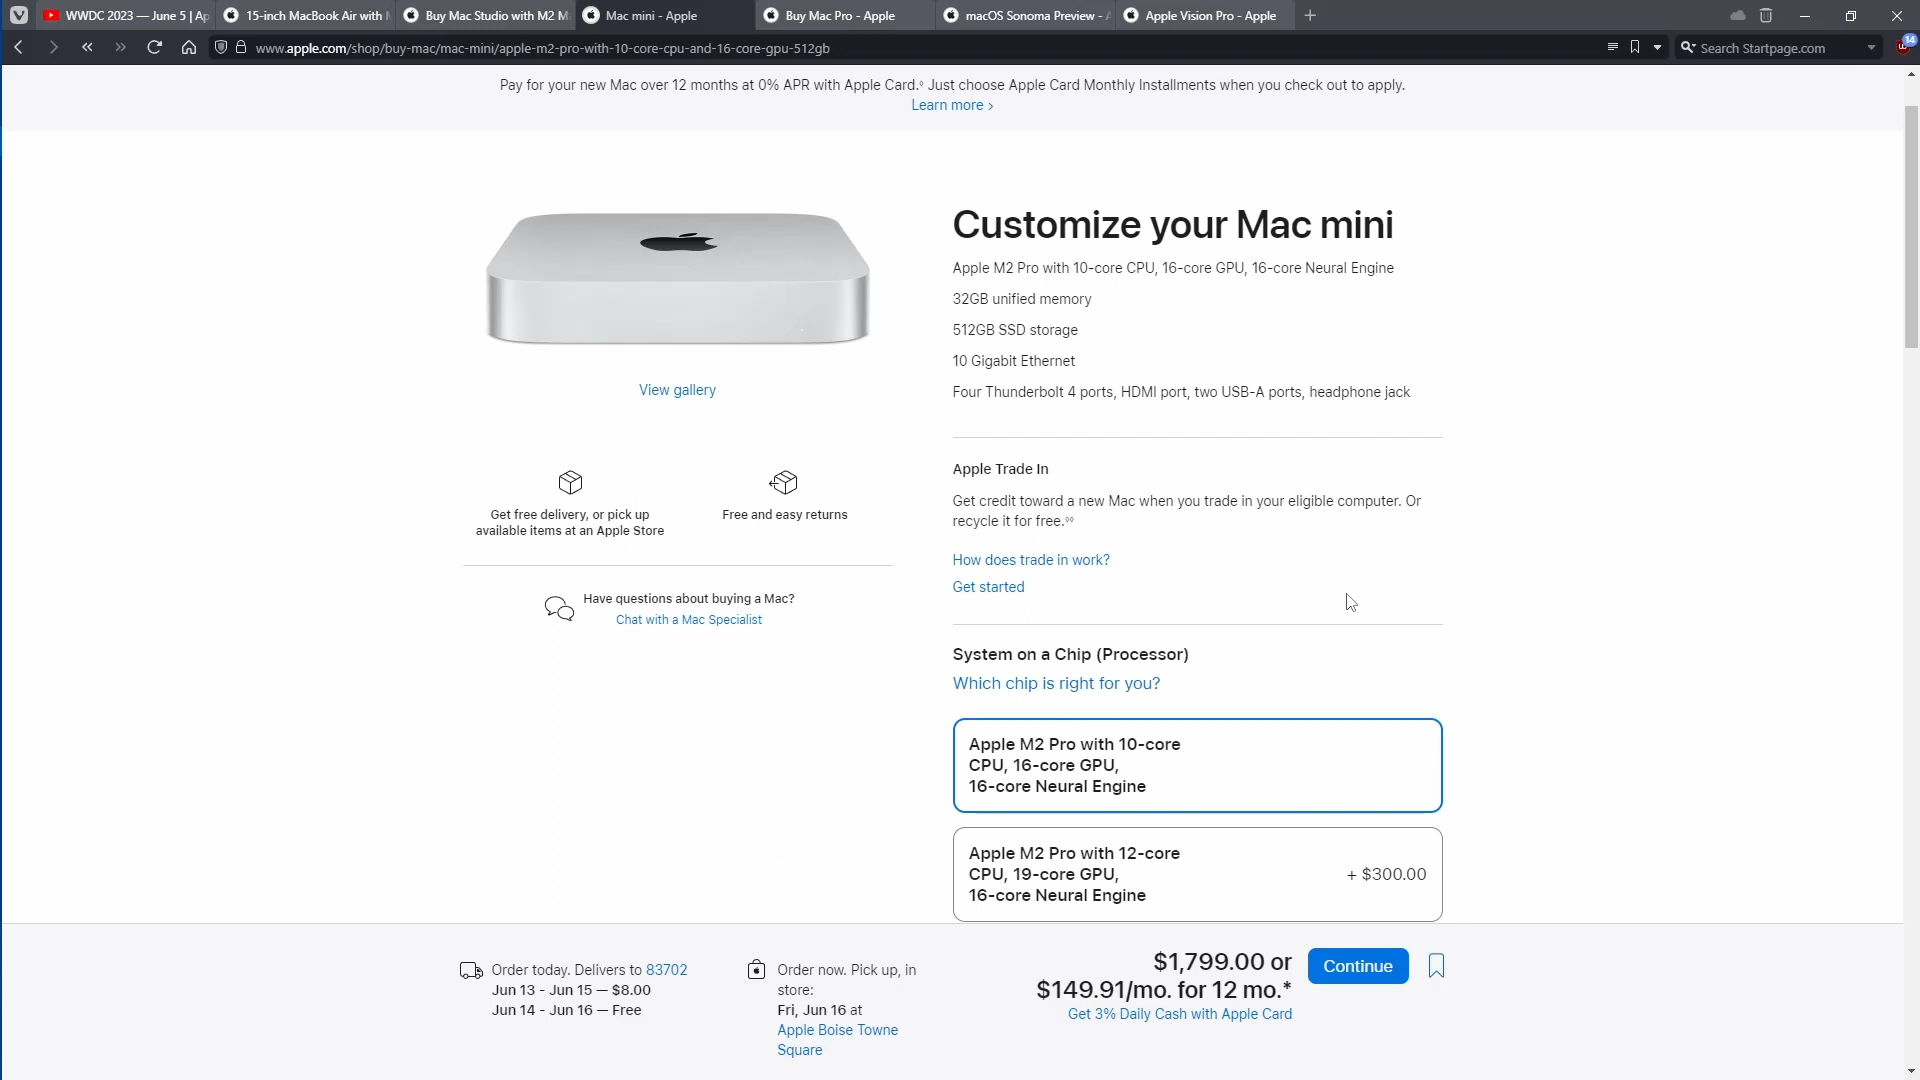 WWDC 2023 — June 5 | Ap
15-inch MacBook Air with
Buy Mac Studio with M2 M
Mac mini - Apple
Buy Mac Pro - Apple
macOS Sonoma Preview -
Apple Vision Pro - Apple
www.apple.com/shop/buy-mac/mac-mini/apple-m2-pro-with-10-core-cpu-and-16-core-gpu-512gb
Search Startpage.com
14
Pay for your new Mac over 12 months at 0% APR with Apple Card.◊ Just choose Apple Card Monthly Installments when you check out to apply.
Learn more >
Customize your Mac mini
Apple M2 Pro with 10-core CPU, 16-core GPU, 16-core Neural Engine
32GB unified memory
512GB SSD storage
10 Gigabit Ethernet
Four Thunderbolt 4 ports, HDMI port, two USB-A ports, headphone jack
View gallery
Get free delivery, or pick up
available items at an Apple Store
Free and easy returns
Have questions about buying a Mac?
Chat with a Mac Specialist
Apple Trade In
Get credit toward a new Mac when you trade in your eligible computer. Or
recycle it for free.◊◊
How does trade in work?
Get started
System on a Chip (Processor)
Which chip is right for you?
Apple M2 Pro with 10-core
CPU, 16-core GPU,
16-core Neural Engine
Apple M2 Pro with 12-core
CPU, 19-core GPU,
16-core Neural Engine
+ $300.00
Order today. Delivers to 83702
Jun 13 - Jun 15 — $8.00
Jun 14 - Jun 16 — Free
Order now. Pick up, in
store:
Fri, Jun 16 at
Apple Boise Towne
Square
$1,799.00 or
$149.91/mo. for 12 mo.*
Get 3% Daily Cash with Apple Card
Continue